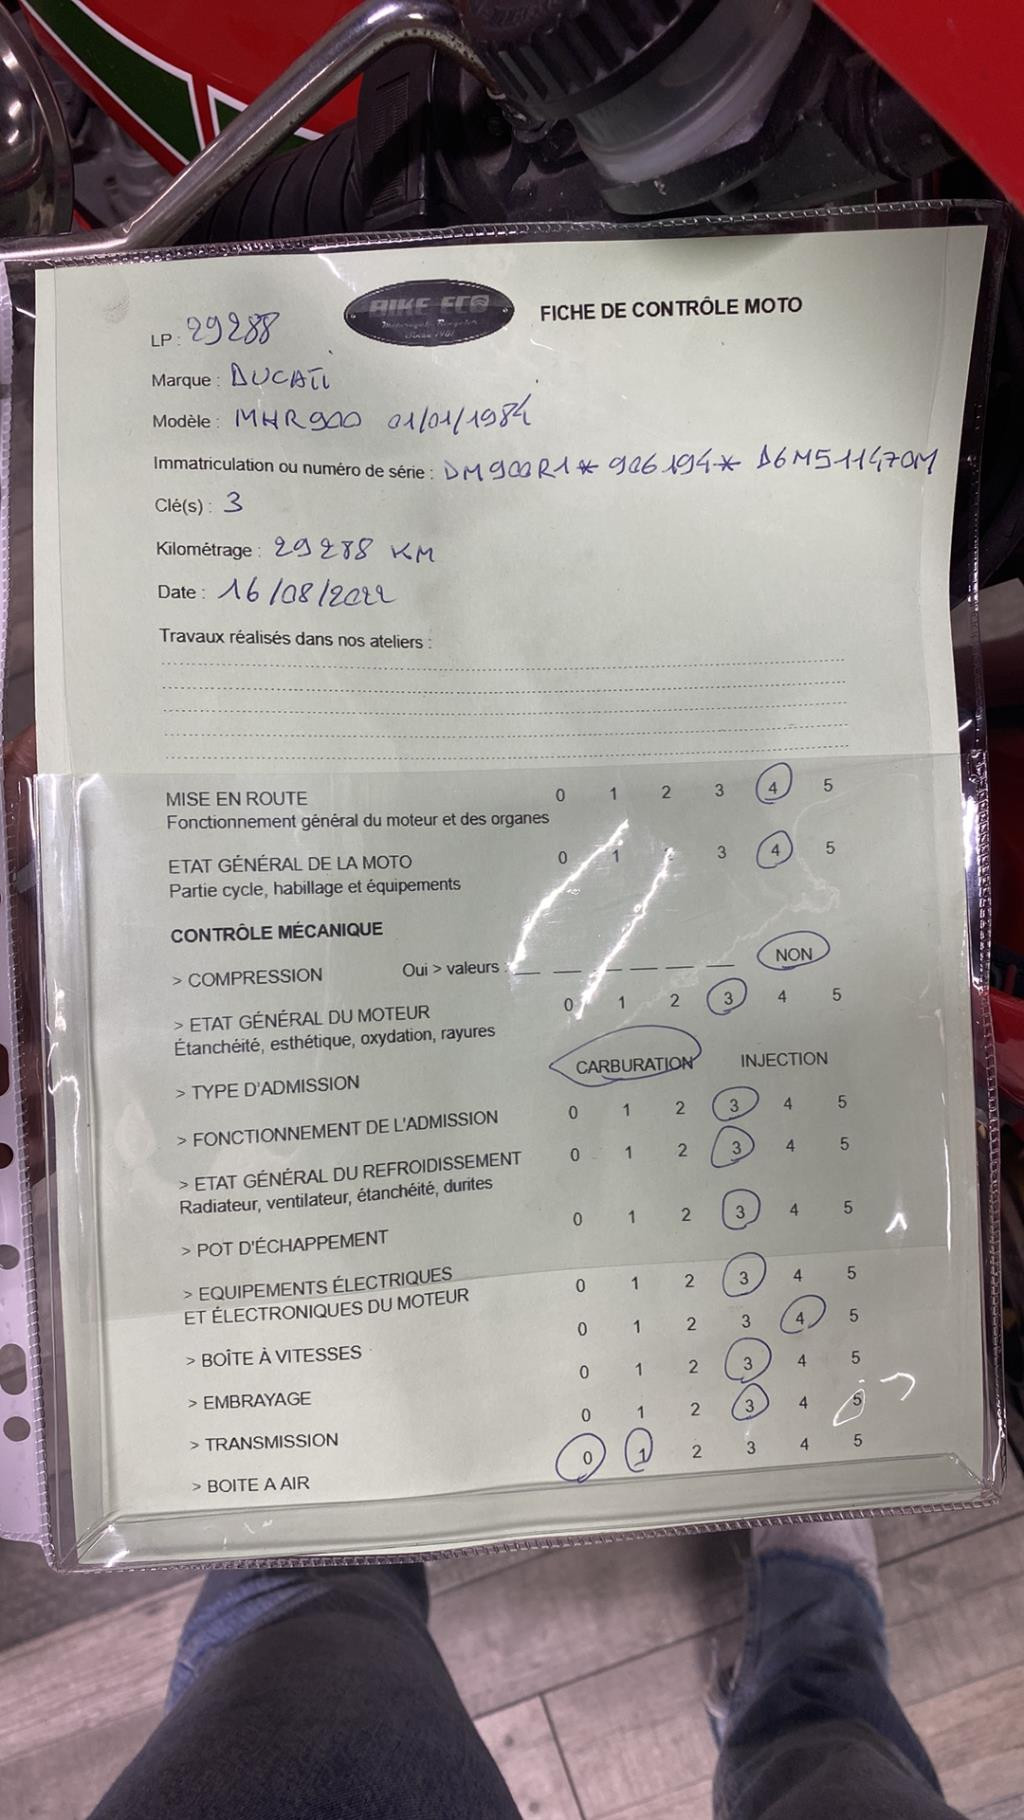 BIKE ECO
FICHE DE CONTRÔLE MOTO
LP : 29288
Marque : DUCATI
Modèle : MHR900 01/01/1984
Immatriculation ou numéro de série : DM900R1*906194* D6M511470M
Clé(s) : 3
Kilométrage : 29288 KM
Date : 16/08/2022
Travaux réalisés dans nos ateliers :
MISE EN ROUTE 0 1 2 3 4 5
Fonctionnement général du moteur et des organes
ETAT GÉNÉRAL DE LA MOTO 0 1 2 3 4 5
Partie cycle, habillage et équipements
CONTRÔLE MÉCANIQUE
> COMPRESSION Oui > valeurs : NON
> ETAT GÉNÉRAL DU MOTEUR 0 1 2 3 4 5
Étanchéité, esthétique, oxydation, rayures
> TYPE D'ADMISSION CARBURATION INJECTION
> FONCTIONNEMENT DE L'ADMISSION 0 1 2 3 4 5
> ETAT GÉNÉRAL DU REFROIDISSEMENT 0 1 2 3 4 5
Radiateur, ventilateur, étanchéité, durites
> POT D'ÉCHAPPEMENT 0 1 2 3 4 5
> EQUIPEMENTS ÉLECTRIQUES 0 1 2 3 4 5
ET ÉLECTRONIQUES DU MOTEUR
> BOÎTE À VITESSES 0 1 2 3 4 5
> EMBRAYAGE 0 1 2 3 4 5
> TRANSMISSION 0 1 2 3 4 5
> BOITE A AIR 0 1 2 3 4 5